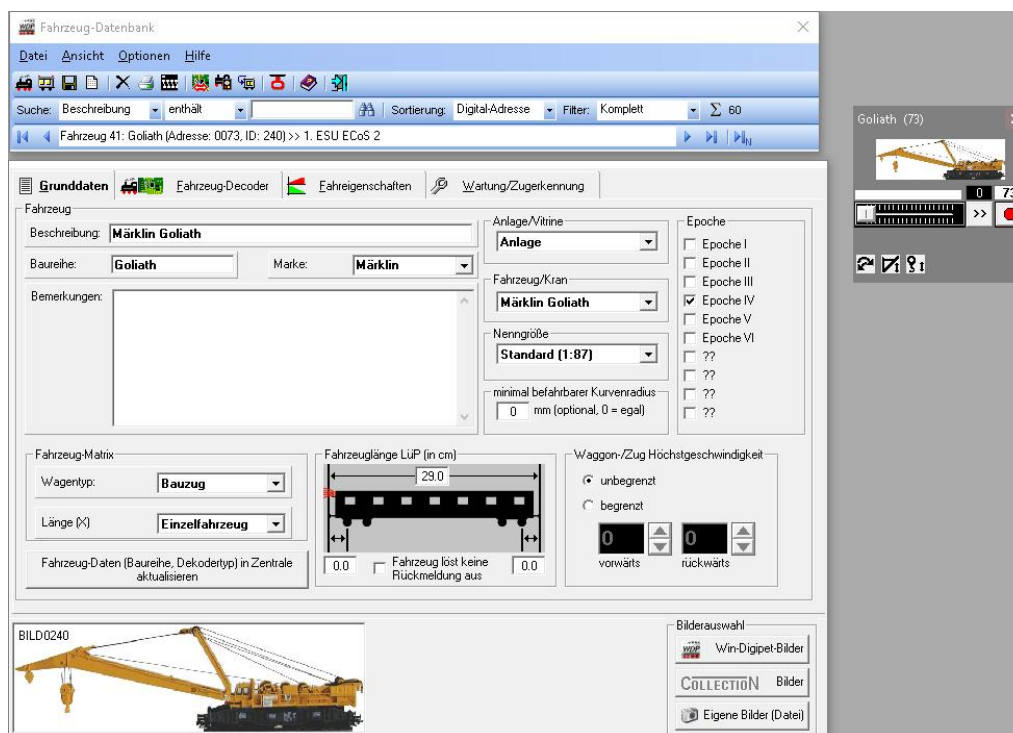 WDP Fahrzeug-Datenbank
Datei Ansicht Optionen Hilfe
Suche: Beschreibung enthält Sortierung: Digital-Adresse Filter: Komplett Σ 60
Fahrzeug 41: Goliath (Adresse: 0073, ID: 240) >> 1. ESU ECoS 2
N
Goliath (73)
0 73
>>
Grunddaten Fahrzeug-Decoder Fahreigenschaften Wartung/Zugerkennung
Fahrzeug
Beschreibung: Märklin Goliath
Baureihe: Goliath Marke: Märklin
Bemerkungen:
Anlage/Vitrine
Anlage
Fahrzeug/Kran
Märklin Goliath
Nenngröße
Standard (1:87)
minimal befahrbarer Kurvenradius
0 mm (optional, 0 = egal)
Epoche
Epoche I
Epoche II
Epoche III
Epoche IV
Epoche V
Epoche VI
??
??
??
??
Fahrzeug-Matrix
Wagentyp: Bauzug
Länge (X) Einzelfahrzeug
Fahrzeug-Daten (Baureihe, Dekodertyp) in Zentrale
aktualisieren
Fahrzeuglänge LüP (in cm)
29.0
0.0 Fahrzeug löst keine 0.0
Rückmeldung aus
Waggon-/Zug Höchstgeschwindigkeit
unbegrenzt
begrenzt
0 0
vorwärts rückwärts
BILD0240
Bilderauswahl
WDP Win-Digipet-Bilder
COLLECTION Bilder
Eigene Bilder (Datei)